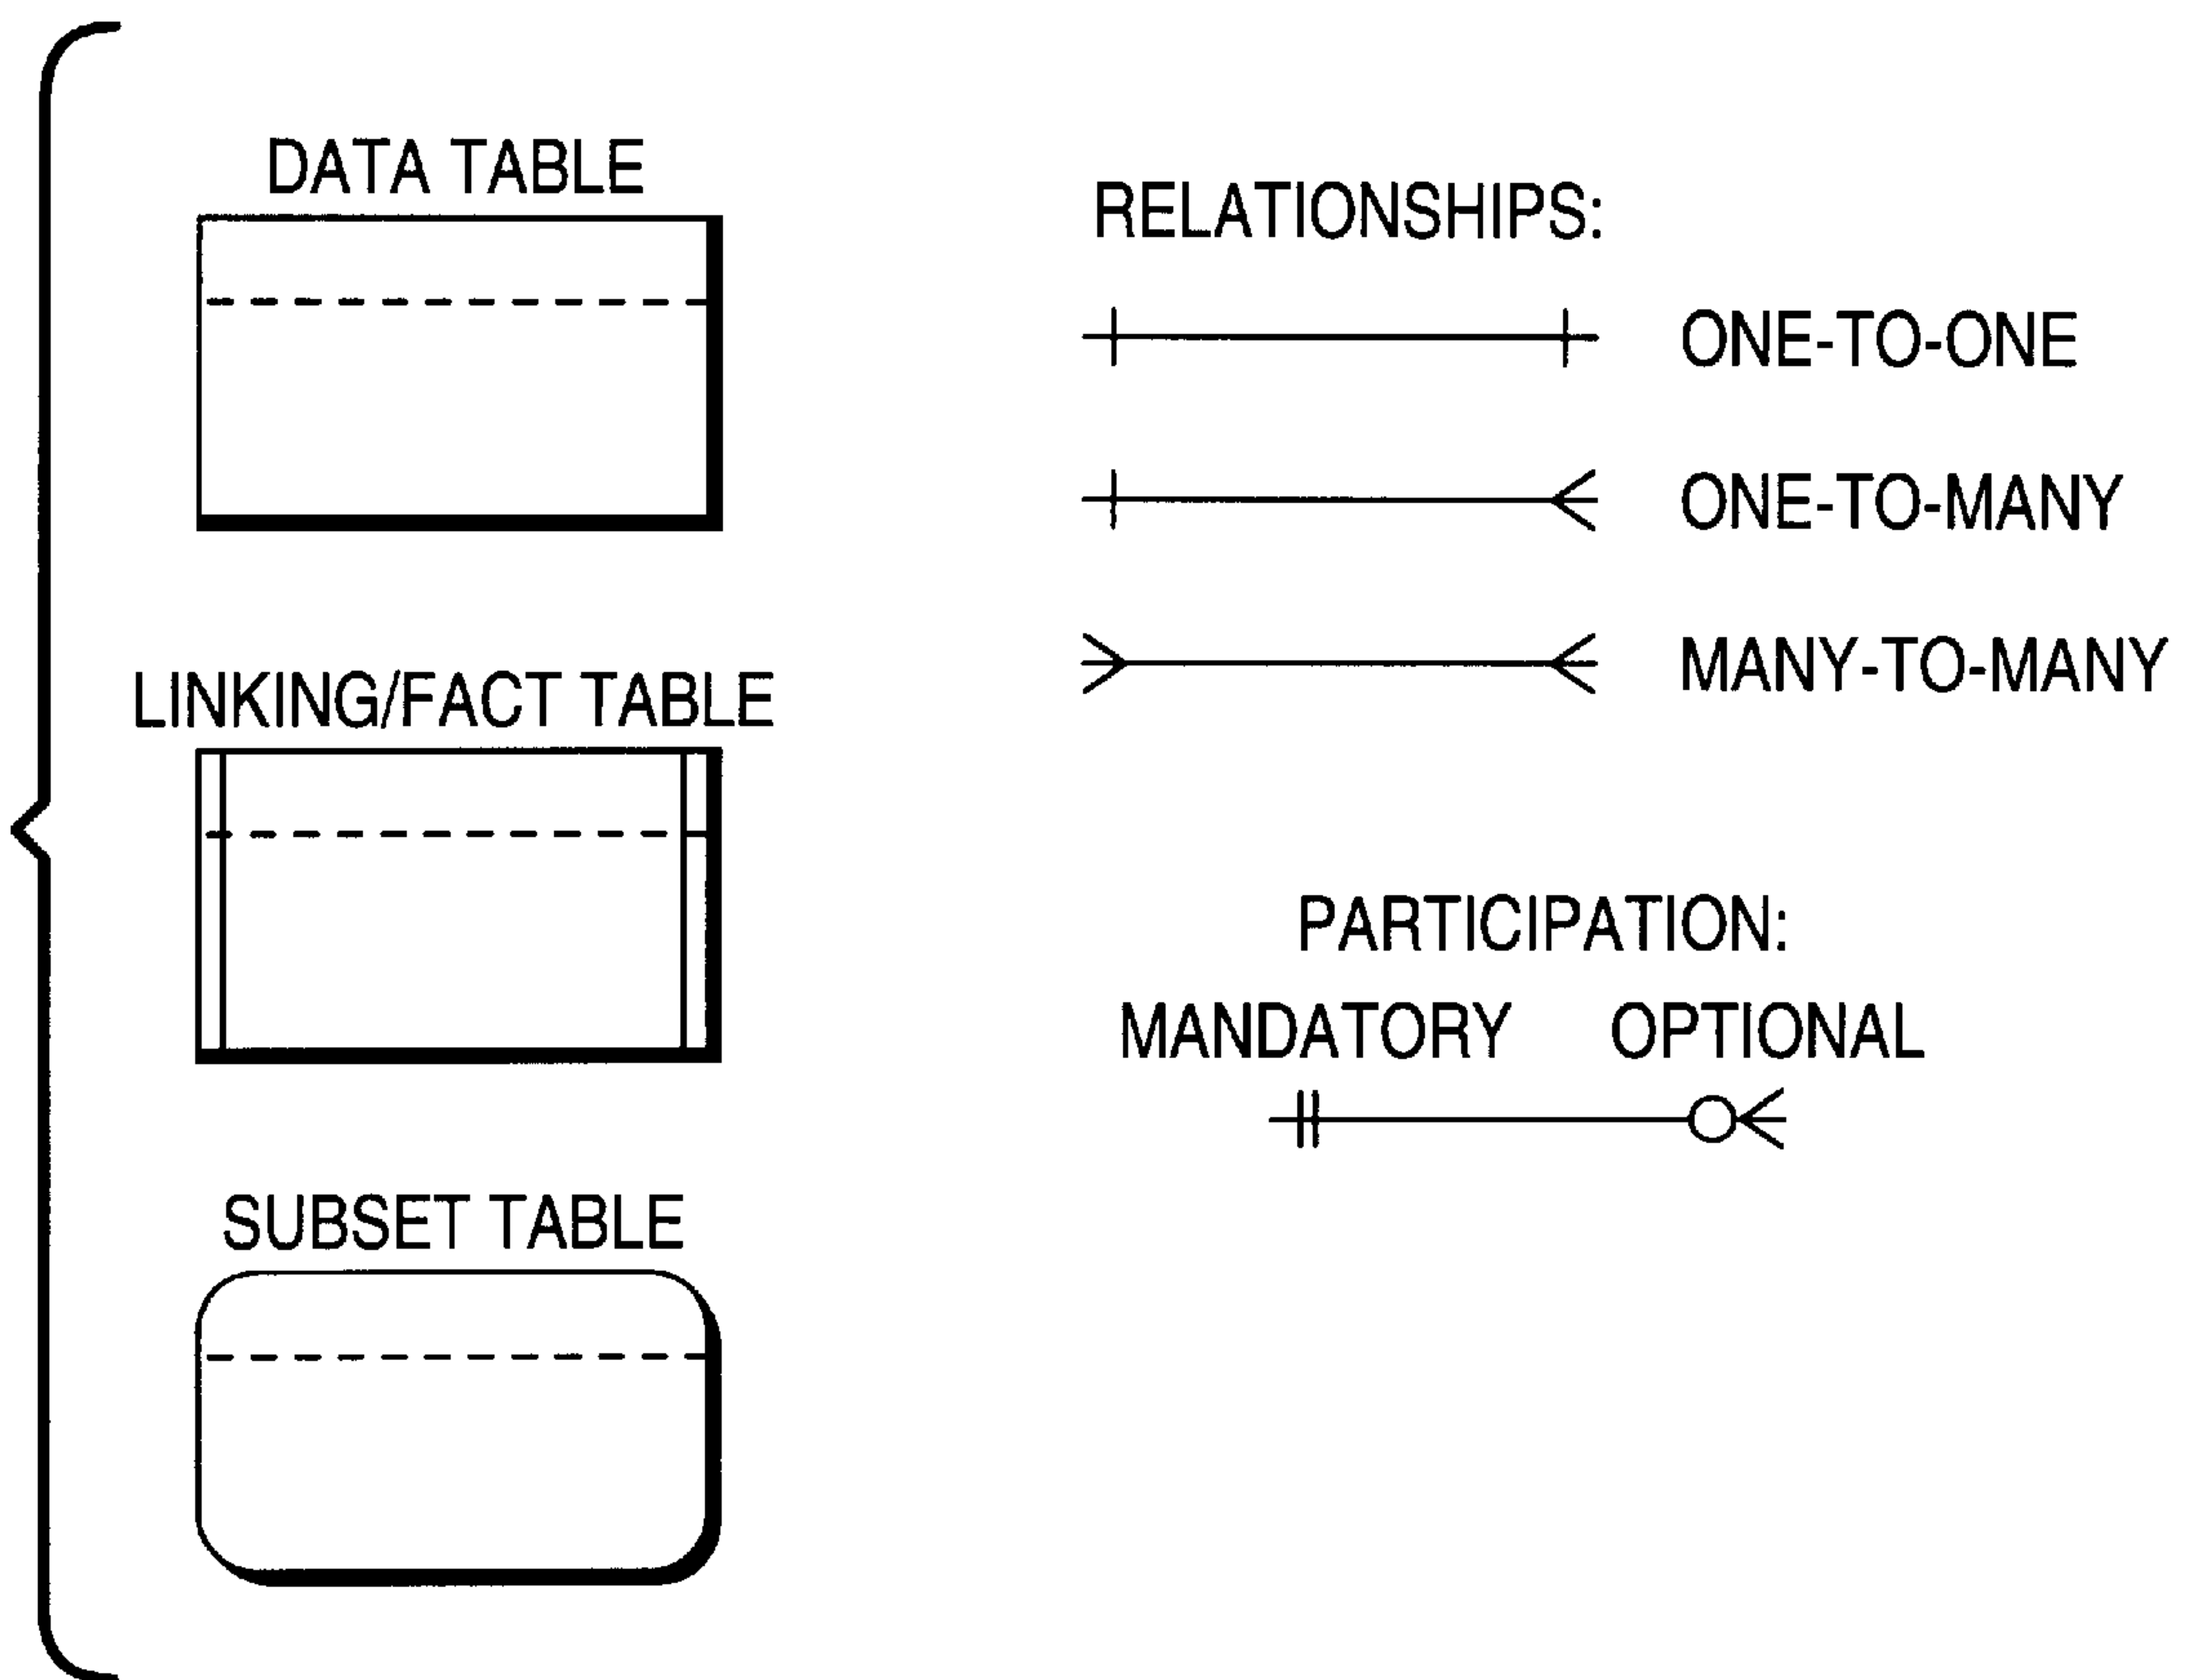 DATA TABLE
LINKING/FACT TABLE
SUBSET TABLE
RELATIONSHIPS:
ONE-TO-ONE
ONE-TO-MANY
MANY-TO-MANY
PARTICIPATION:
MANDATORY OPTIONAL